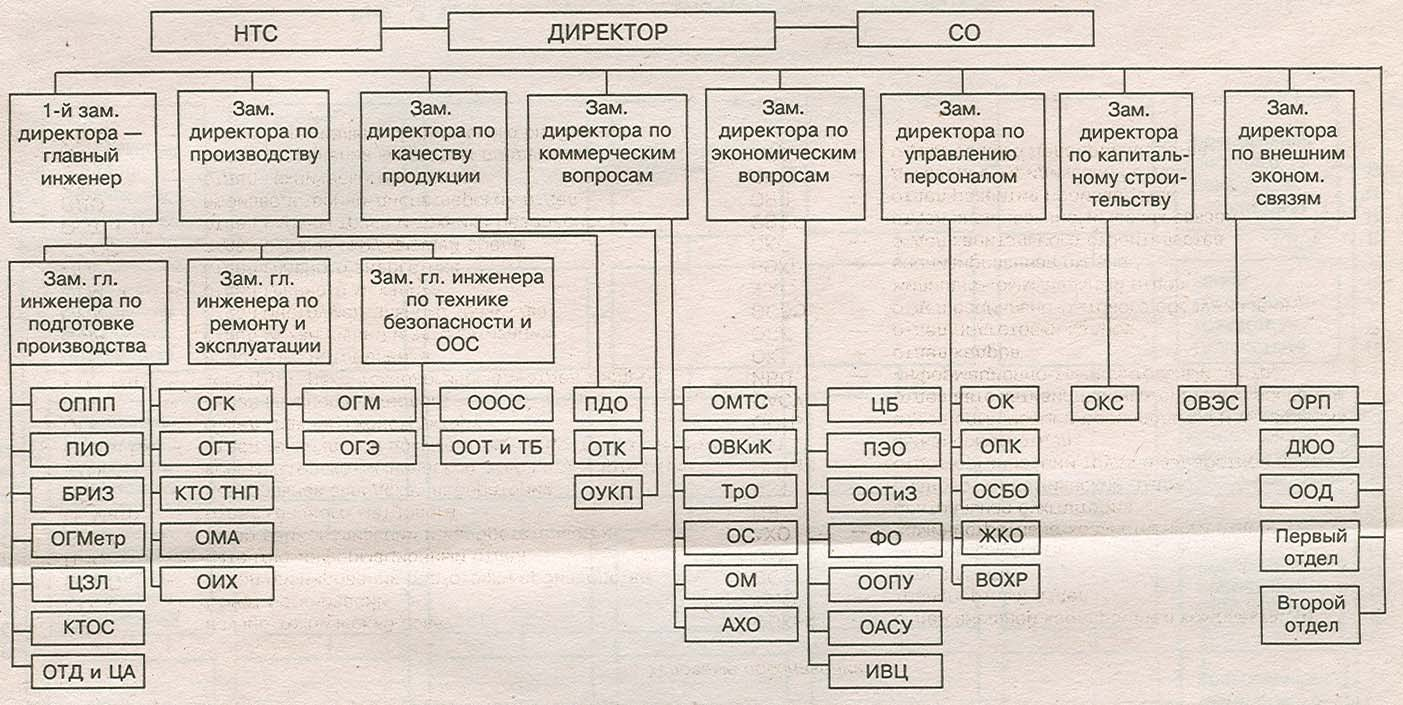 НТС
ДИРЕКТОР
СО
1-й зам.
директора —
главный
инженер
Зам.
директора по
производству
Зам.
директора по
качеству
продукции
Зам.
директора по
коммерческим
вопросам
Зам.
директора по
экономическим
вопросам
Зам.
директора по
управлению
персоналом
Зам.
директора
по капиталь-
ному строи-
тельству
Зам.
директора
по внешним
эконом.
связям
Зам. гл.
инженера по
подготовке
производства
Зам. гл.
инженера по
ремонту и
эксплуатации
Зам. гл. инженера
по технике
безопасности и
ООС
ОППП
ПИО
БРИЗ
ОГМетр
ЦЗЛ
КТОС
ОТД и ЦА
ОГК
ОГТ
КТО ТНП
ОМА
ОИХ
ОГМ
ОГЭ
ОООС
ООТ и ТБ
ПДО
ОТК
ОУКП
ОМТС
ОВКиК
ТрО
ОС
ОМ
АХО
ЦБ
ПЭО
ООТиЗ
ФО
ООПУ
ОАСУ
ИВЦ
ОК
ОПК
ОСБО
ЖКО
ВОХР
ОКС
ОВЭС
ОРП
ДЮО
ООД
Первый
отдел
Второй
отдел